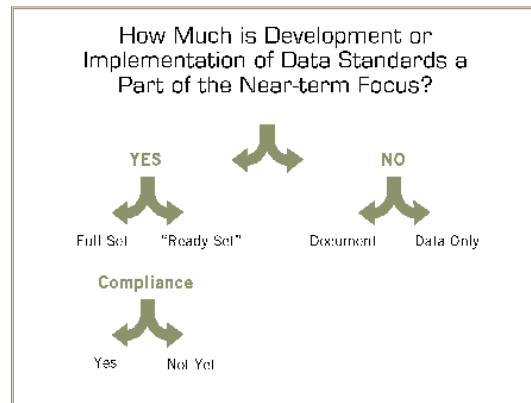 How Much is Development or
Implementation of Data Standards a
Part of the Near-term Focus?
YES
NO
Full Set
"Ready Set"
Document
Data Only
Compliance
Yes
Not Yet